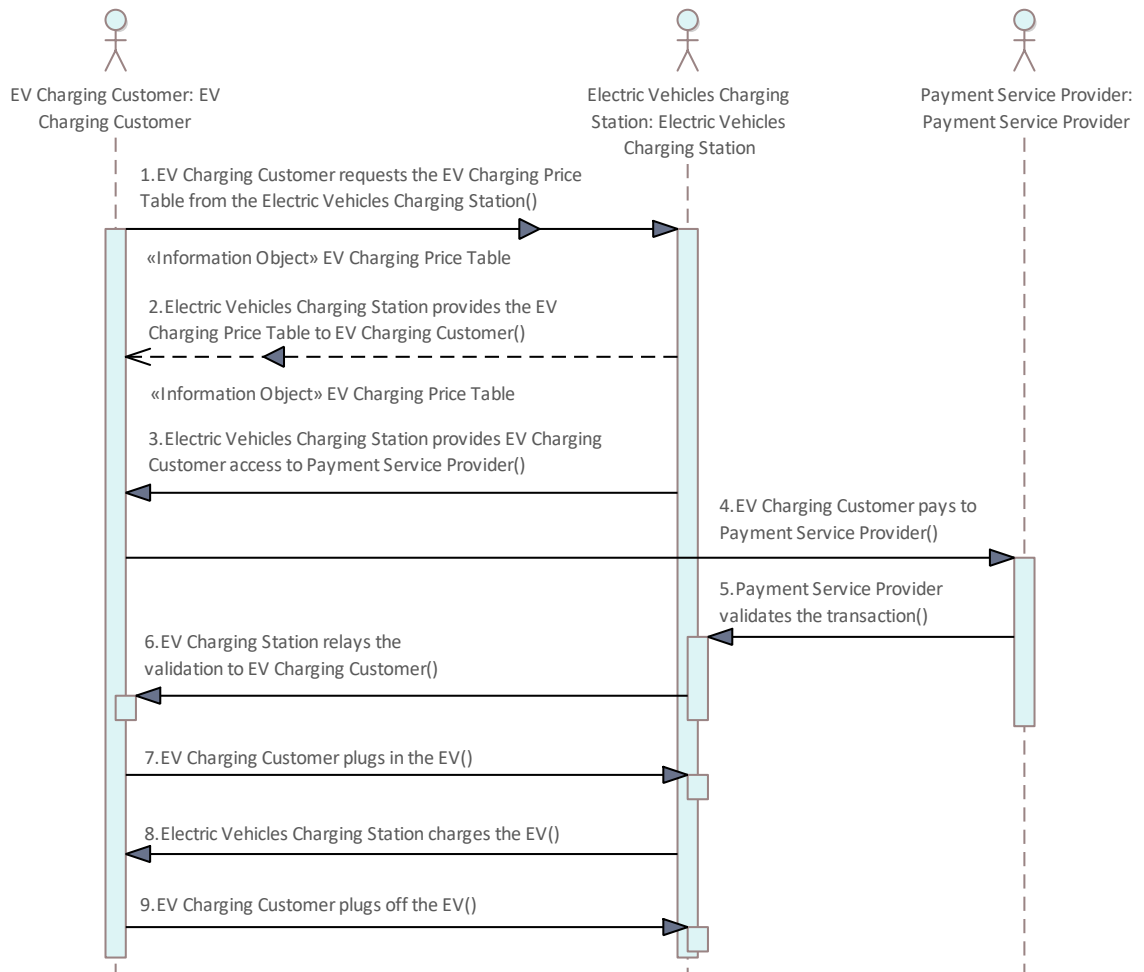 EV Charging Customer: EV
Charging Customer
Electric Vehicles Charging
Station: Electric Vehicles
Charging Station
Payment Service Provider:
Payment Service Provider
1.EV Charging Customer requests the EV Charging Price
Table from the Electric Vehicles Charging Station()
«Information Object» EV Charging Price Table
2.Electric Vehicles Charging Station provides the EV
Charging Price Table to EV Charging Customer()
«Information Object» EV Charging Price Table
3.Electric Vehicles Charging Station provides EV Charging
Customer access to Payment Service Provider()
4.EV Charging Customer pays to
Payment Service Provider()
5.Payment Service Provider
validates the transaction()
6.EV Charging Station relays the
validation to EV Charging Customer()
7.EV Charging Customer plugs in the EV()
8.Electric Vehicles Charging Station charges the EV()
9.EV Charging Customer plugs off the EV()